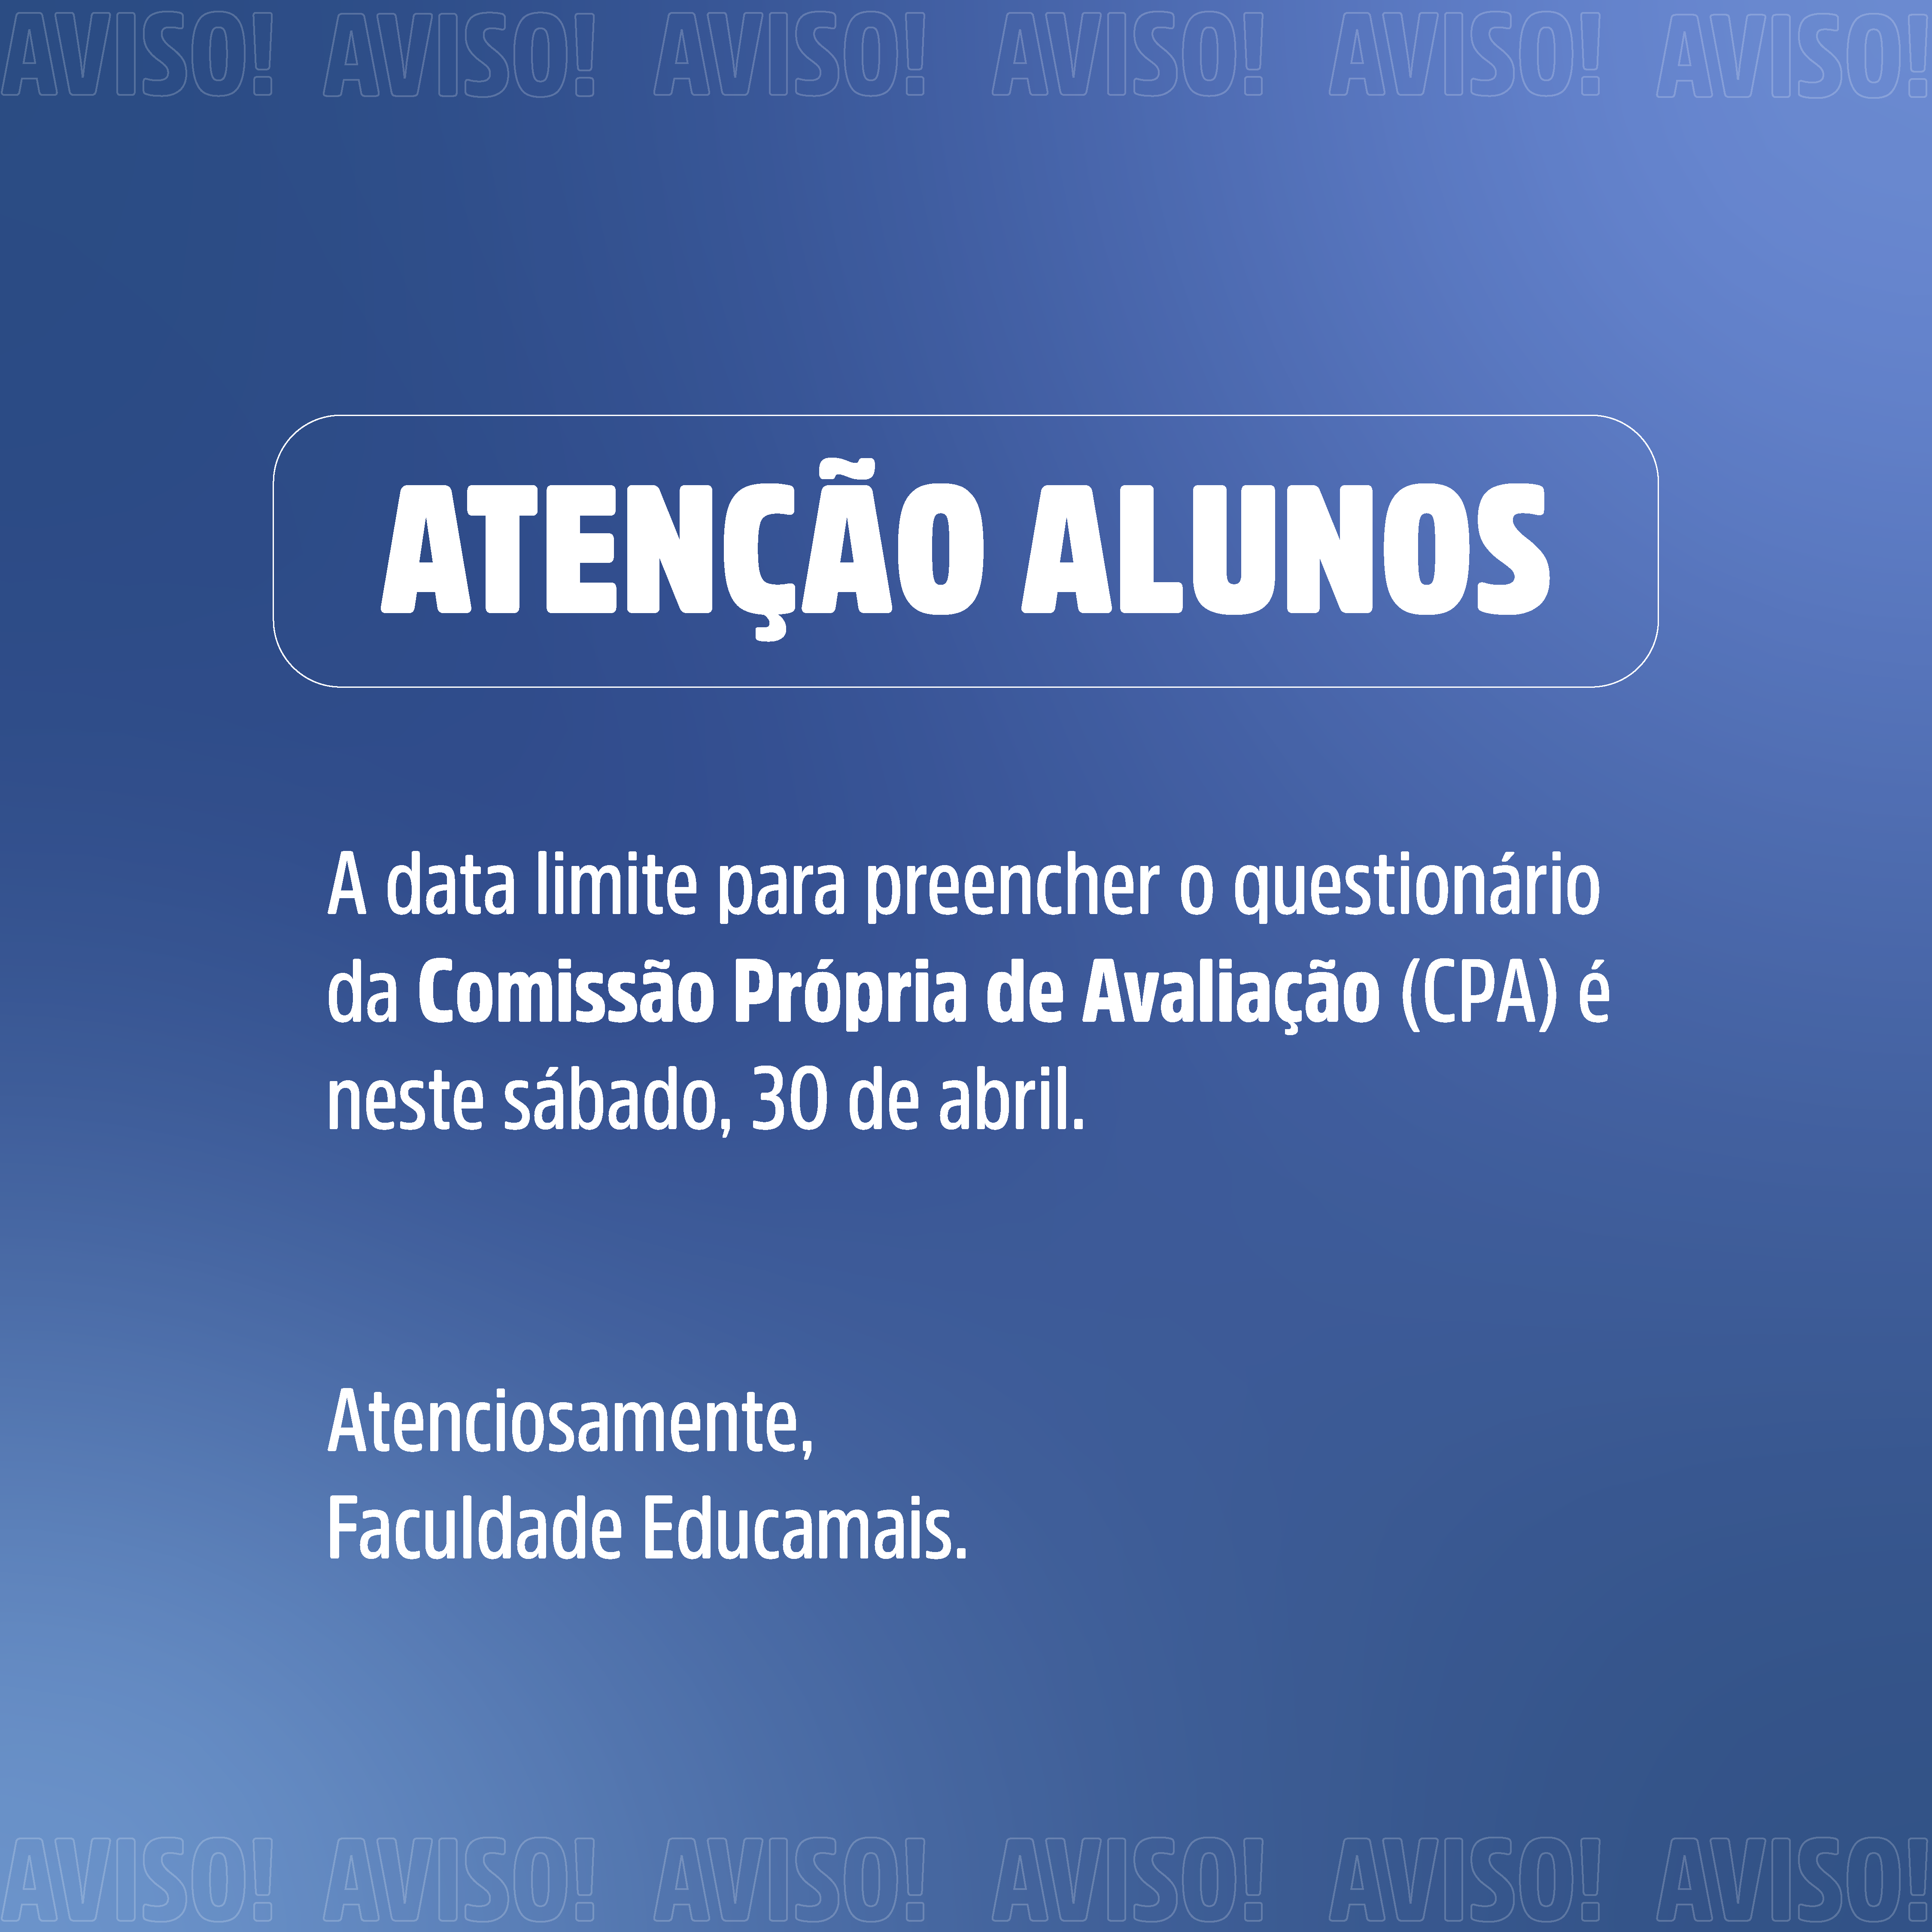 AVISO! AVISO! AVISO! AVISO! AVISO! AVISO!
ATENÇÃO ALUNOS
A data limite para preencher o questionário
da Comissão Própria de Avaliação (CPA) é
neste sábado, 30 de abril.
Atenciosamente,
Faculdade Educamais.
AVISO! AVISO! AVISO! AVISO! AVISO! AVISO!